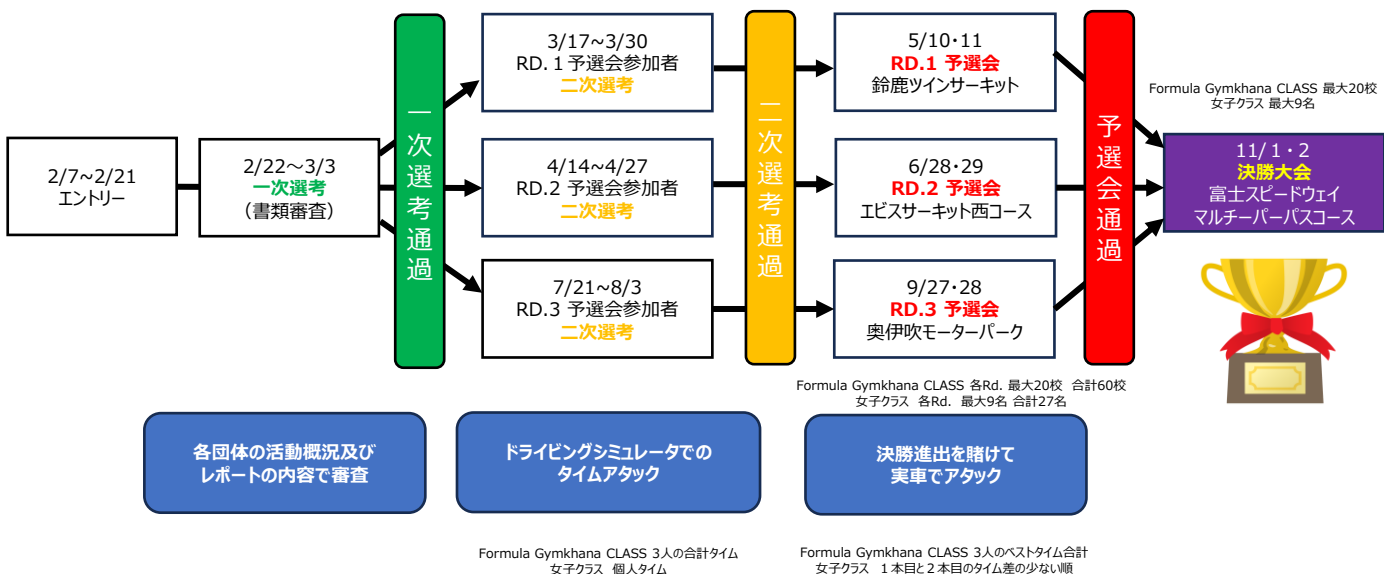 2/7~2/21
エントリー
2/22～3/3
一次選考
(書類審査)
一次選考通過
3/17~3/30
RD.１予選会参加者
二次選考
4/14~4/27
RD.2 予選会参加者
二次選考
7/21~8/3
RD.3 予選会参加者
二次選考
二次選考通過
5/10・11
RD.1 予選会
鈴鹿ツインサーキット
6/28・29
RD.2 予選会
エビスサーキット西コース
9/27・28
RD.3 予選会
奥伊吹モーターパーク
予選会通過
Formula Gymkhana CLASS 最大20校
女子クラス 最大9名
11/ 1・2
決勝大会
富士スピードウェイ
マルチパーパスコース
Formula Gymkhana CLASS 各Rd. 最大20校 合計60校
女子クラス 各Rd. 最大9名 合計27名
各団体の活動概況及び
レポートの内容で審査
ドライビングシミュレータでの
タイムアタック
決勝進出を賭けて
実車でアタック
Formula Gymkhana CLASS 3人の合計タイム
女子クラス 個人タイム
Formula Gymkhana CLASS 3人のベストタイム合計
女子クラス １本目と２本目のタイム差の少ない順